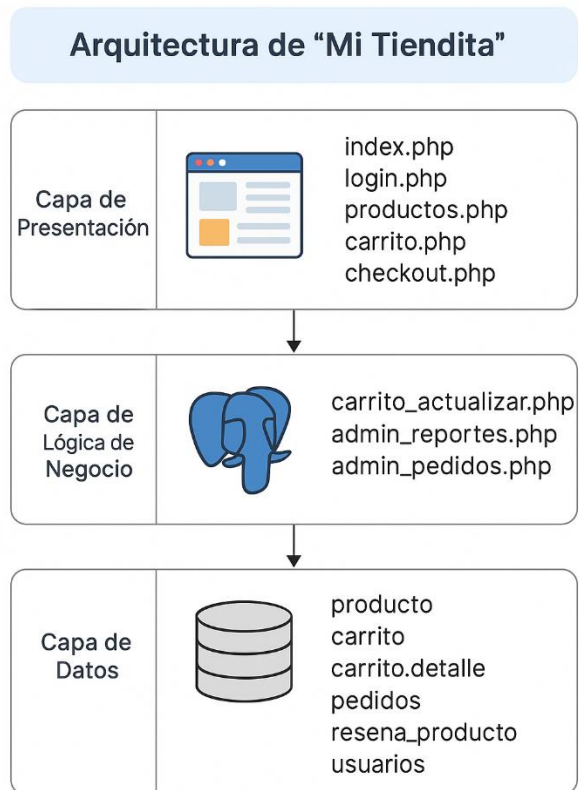 Arquitectura de “Mi Tiendita”
Capa de
Presentación
index.php
login.php
productos.php
carrito.php
checkout.php
Capa de
Lógica de
Negocio
carrito_actualizar.php
admin_reportes.php
admin_pedidos.php
Capa de
Datos
producto
carrito
carrito.detalle
pedidos
resena_producto
usuarios